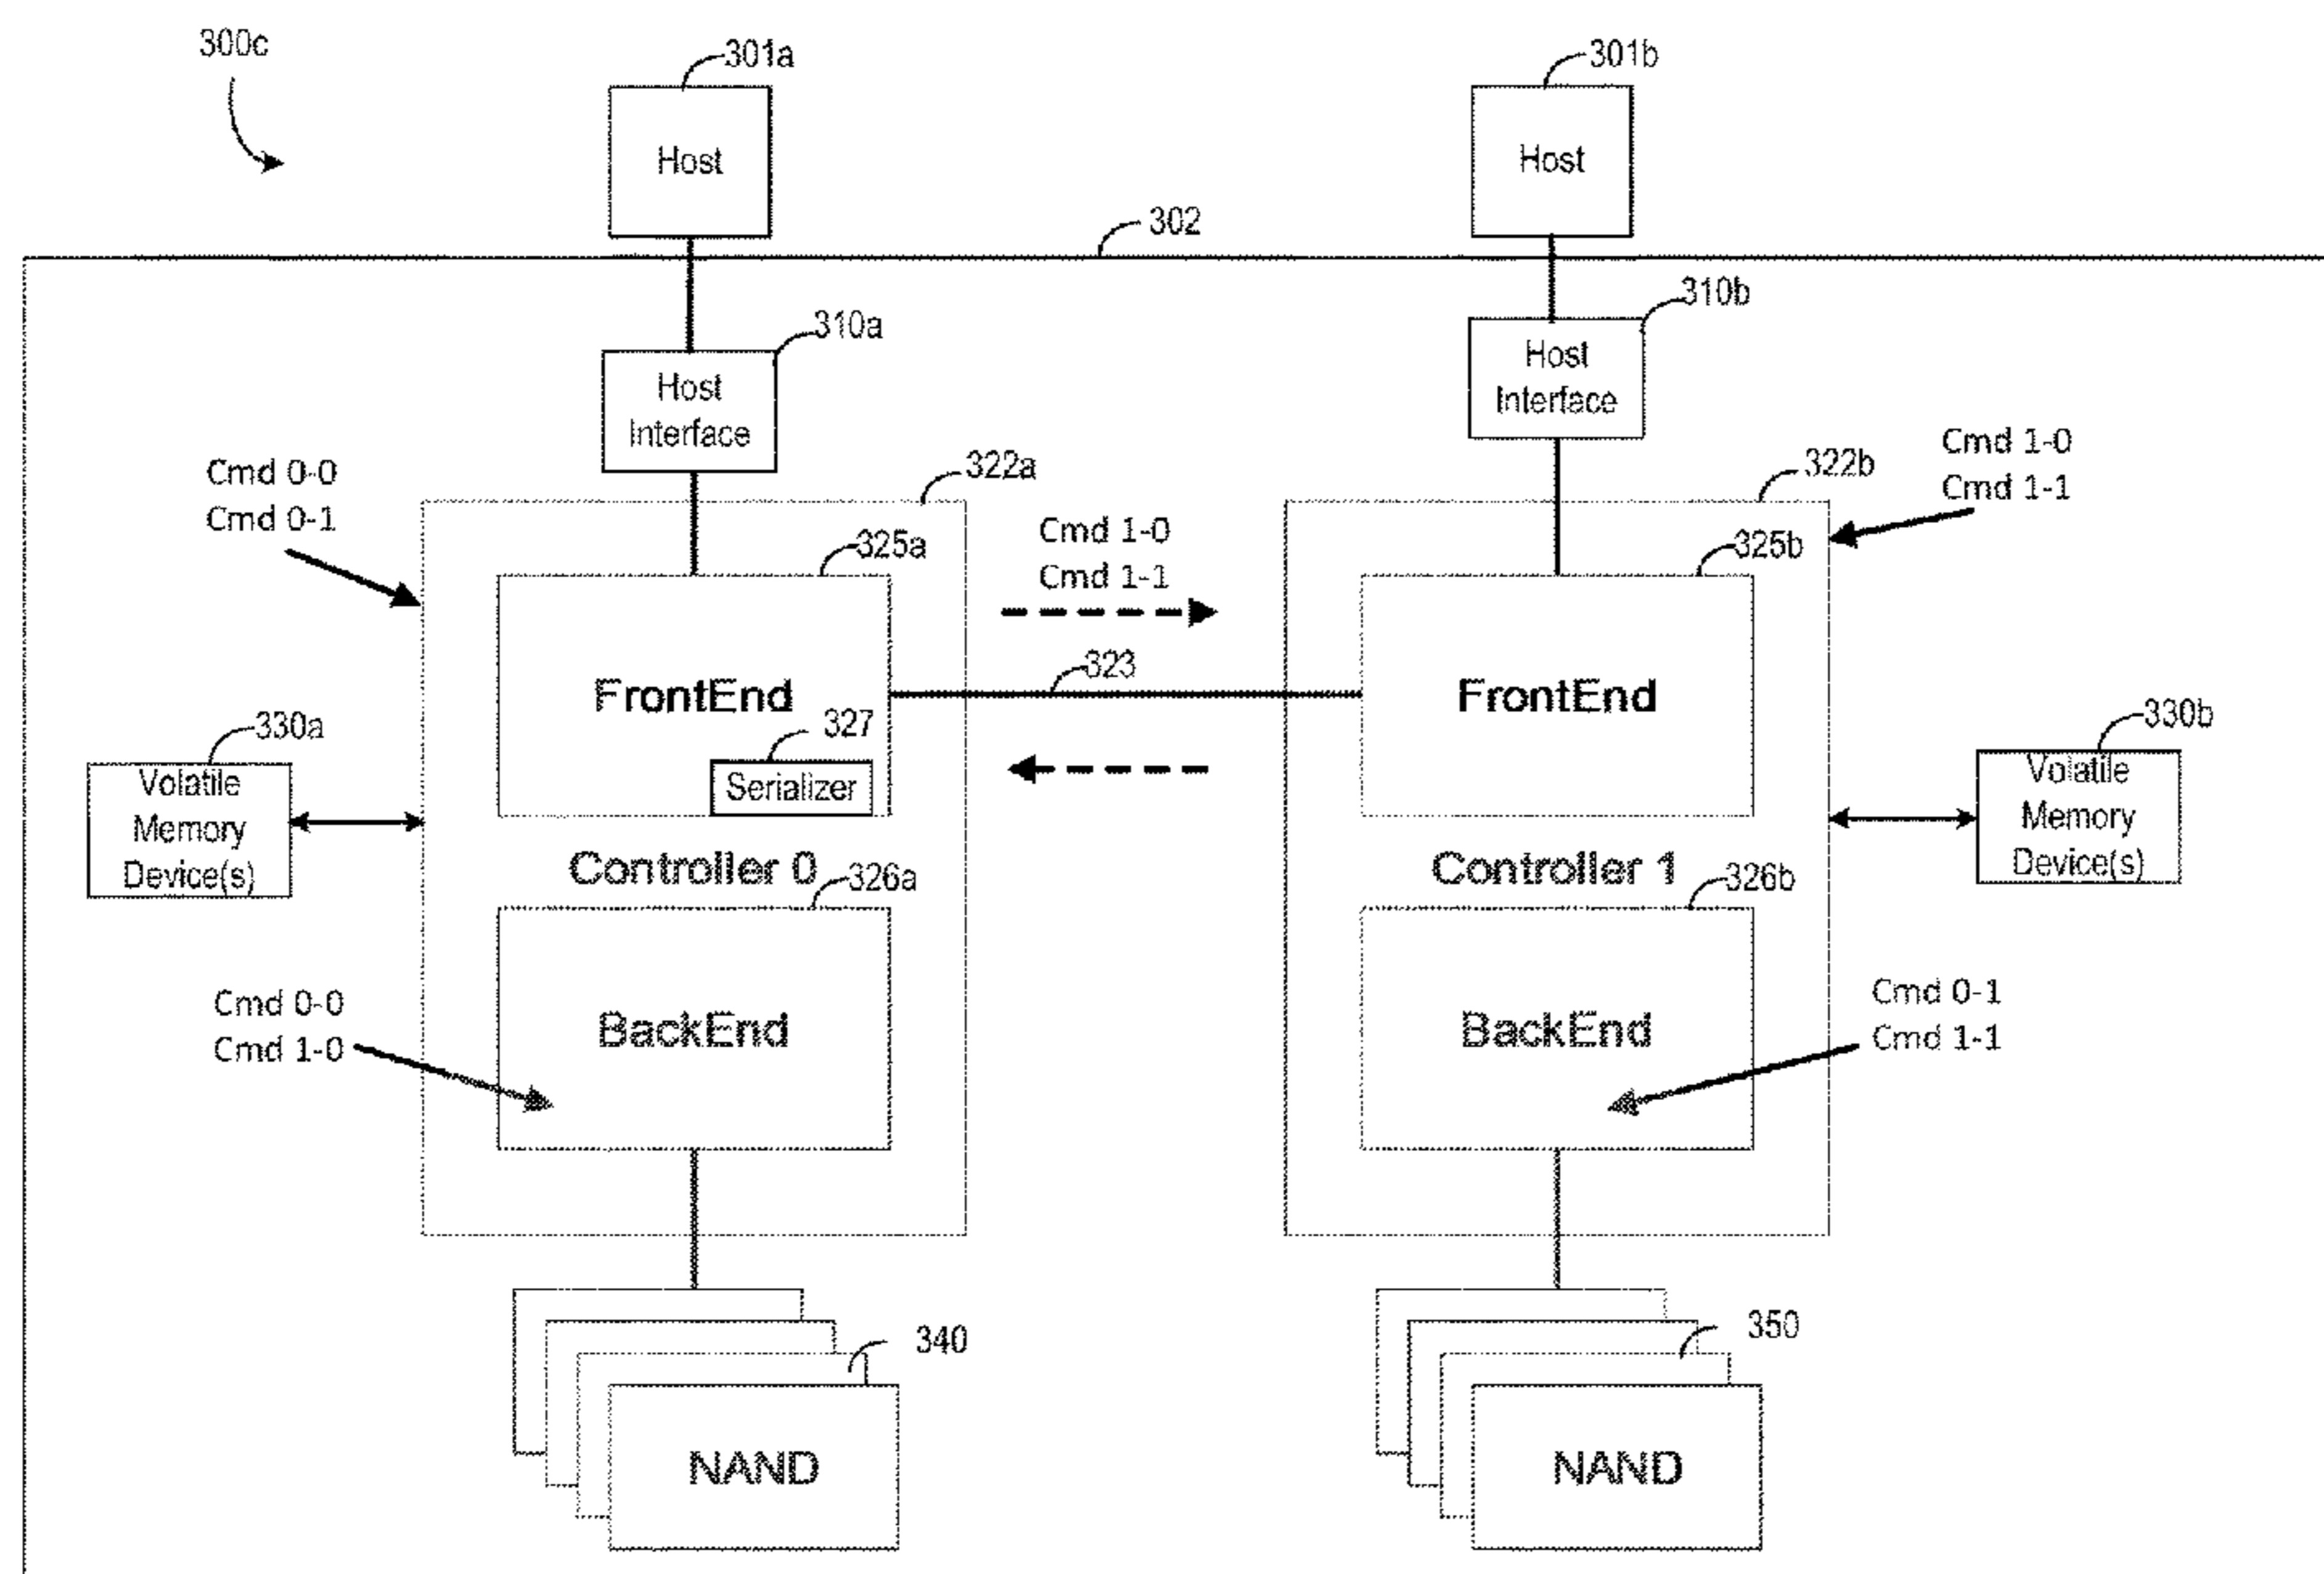 300c
301a
301b
Host
Host
302
310a
310b
Host
Interface
Host
Interface
Cmd 0-0
Cmd 0-1
322a
322b
Cmd 1-0
Cmd 1-1
325a
Cmd 1-0
Cmd 1-1
325b
323
FrontEnd
FrontEnd
327
Serializer
330a
Volatile
Memory
Device(s)
330b
Volatile
Memory
Device(s)
Controller 0
Controller 1
326a
326b
Cmd 0-0
Cmd 1-0
BackEnd
BackEnd
Cmd 0-1
Cmd 1-1
340
350
NAND
NAND